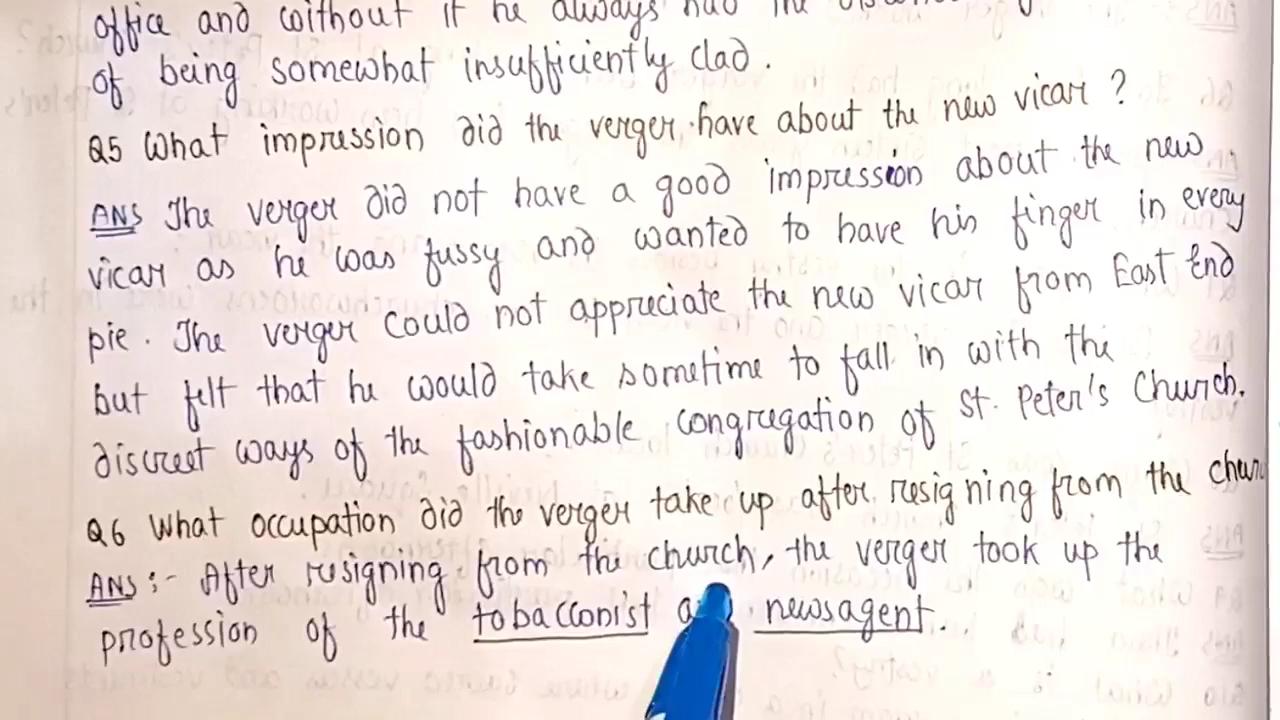 office and without it he always had the
of being somewhat insufficiently clad.
Q5 What impression did the verger have about the new vicar ?
ANS The verger did not have a good impression about the new
vicar as he was fussy and wanted to have his finger in every
pie. The verger could not appreciate the new vicar from East End
but felt that he would take sometime to fall in with the
discreet ways of the fashionable congregation of St. Peter's Church.
Q6 What occupation did the verger take up after resigning from the
ANS :- After resigning from the church, the verger took up the
profession of the tobacconist newsagent